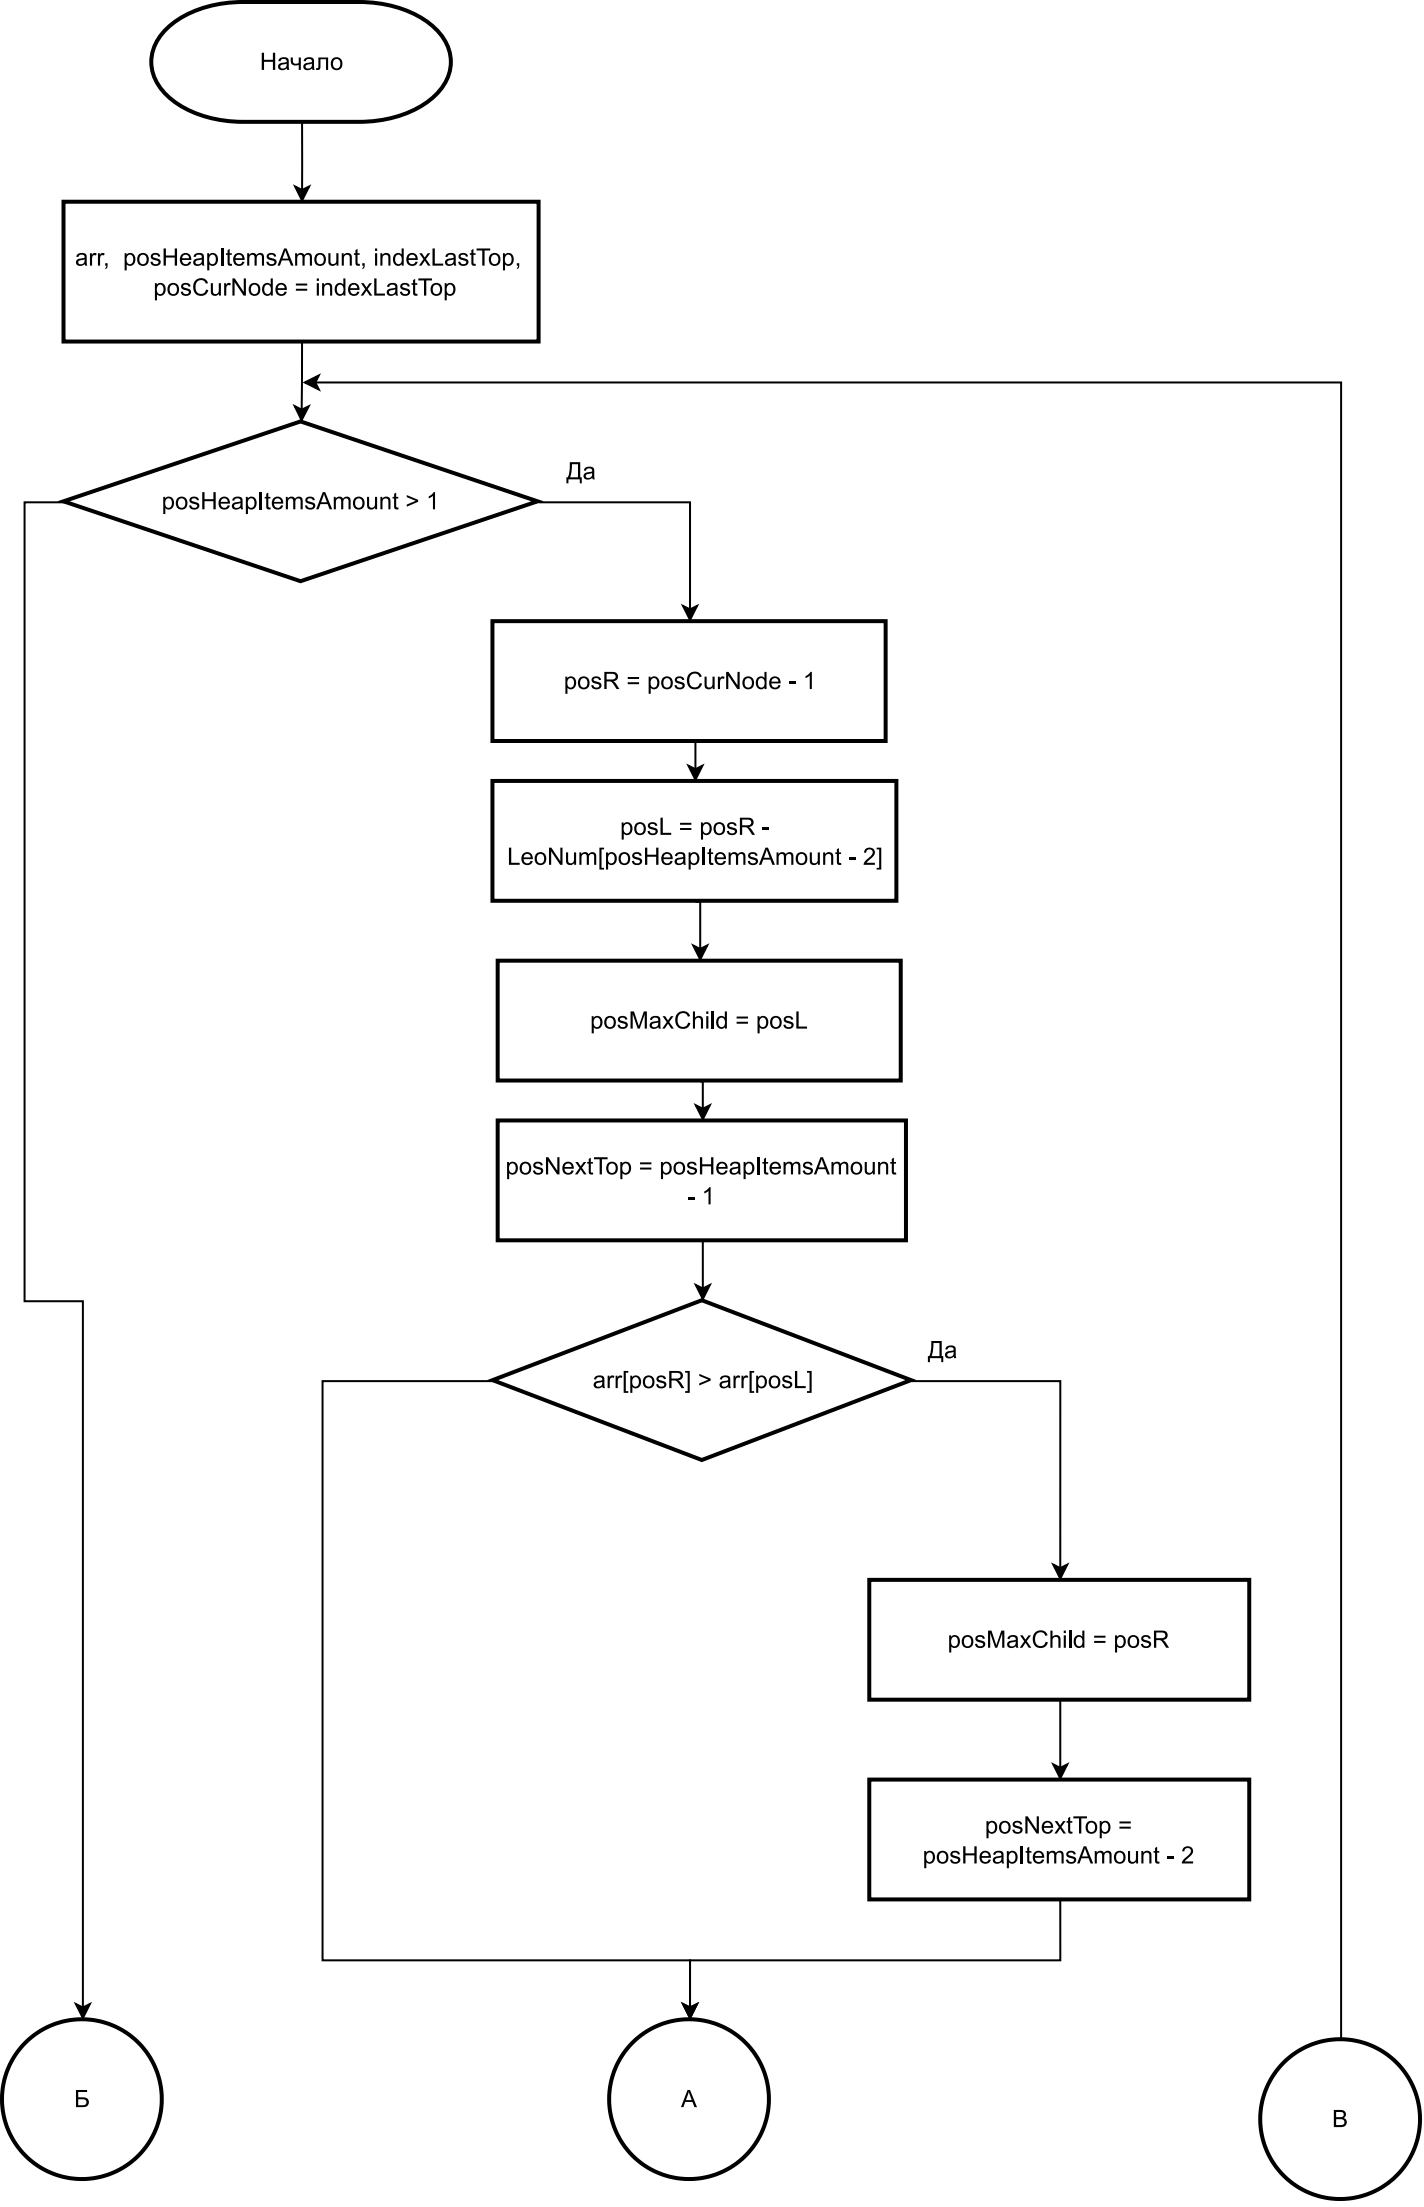 Начало
arr,  posHeapItemsAmount, indexLastTop,
posCurNode = indexLastTop
posHeapItemsAmount > 1
Да
posR = posCurNode - 1
posL = posR -
LeoNum[posHeapItemsAmount - 2]
posMaxChild = posL
posNextTop = posHeapItemsAmount
- 1
arr[posR] > arr[posL]
Да
posMaxChild = posR
posNextTop =
posHeapItemsAmount - 2
Б
А
В